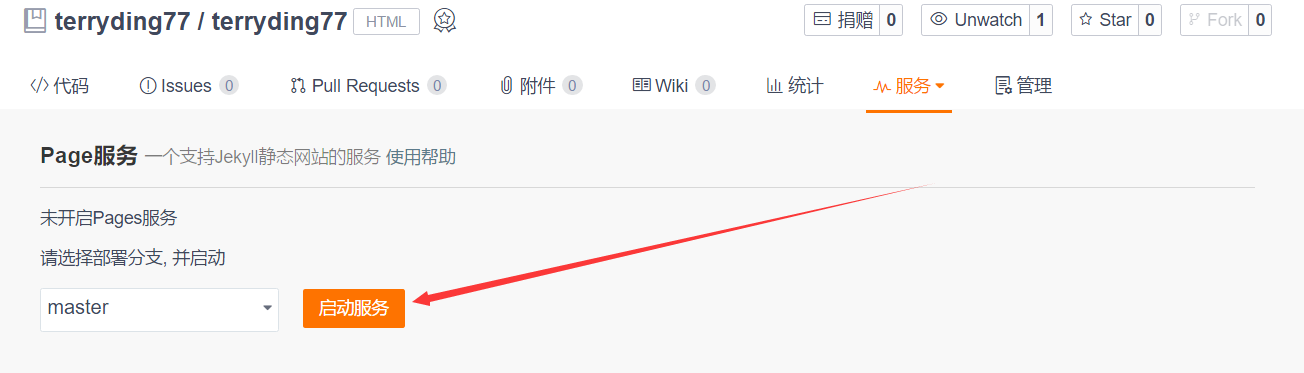 terryding77 / terryding77 HTML 捐赠 0 Unwatch 1 Star 0 Fork 0
代码 Issues 0 Pull Requests 0 附件 0 Wiki 0 统计 服务 管理
Page服务 一个支持Jekyll静态网站的服务 使用帮助
未开启Pages服务
请选择部署分支, 并启动
master 启动服务